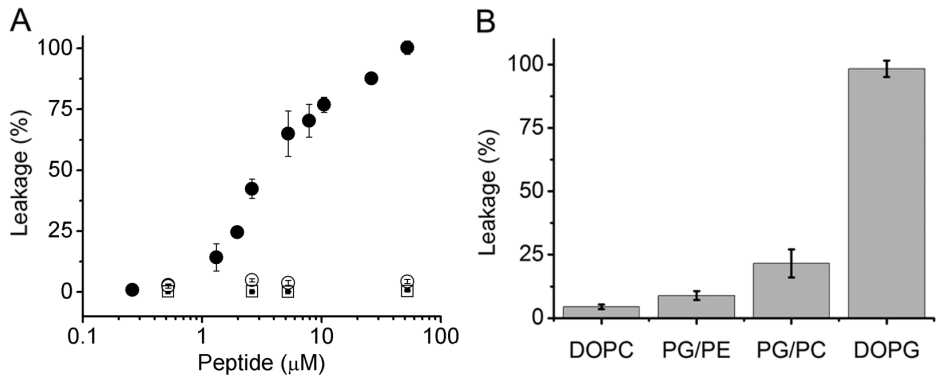 A
Leakage (%)
100
75
50
25
0
0.1
1
10
100
Peptide (μM)
B
Leakage (%)
100
75
50
25
0
DOPC
PG/PE
PG/PC
DOPG